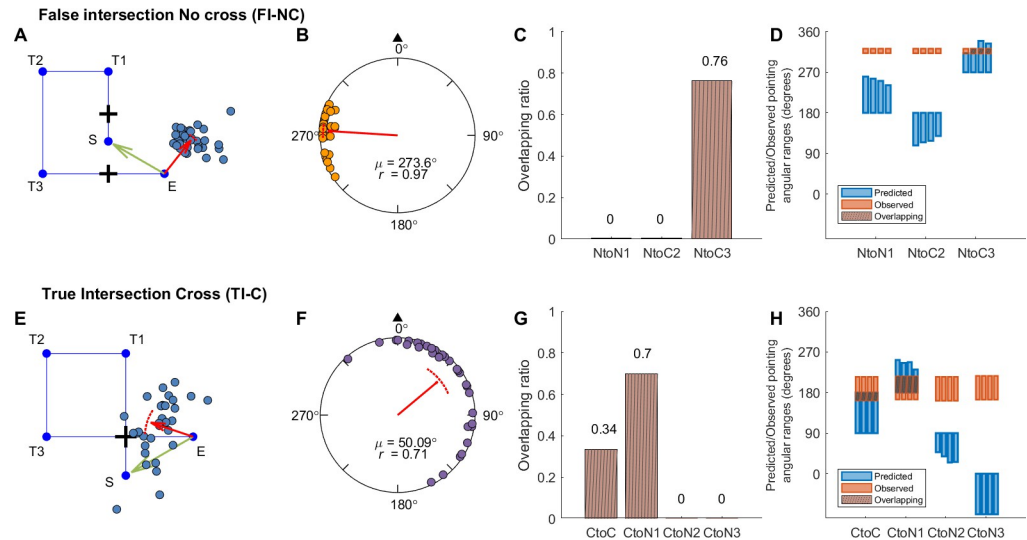 False intersection No cross (FI-NC)
A
T2
T1
S
T3
E
B
0°
270°
90°
μ = 273.6°
r = 0.97
180°
C
Overlapping ratio
1
0.8
0.6
0.4
0.2
0
0
0
0.76
NtoN1
NtoC2
NtoC3
D
Predicted/Observed pointing
angular ranges (degrees)
360
270
180
90
0
Predicted
Observed
Overlapping
NtoN1
NtoC2
NtoC3
True Intersection Cross (TI-C)
E
T2
T1
T3
E
S
F
0°
270°
90°
μ = 50.09°
r = 0.71
180°
G
Overlapping ratio
1
0.8
0.6
0.4
0.2
0
0.34
0.7
0
0
CtoC
CtoN1
CtoN2
CtoN3
H
Predicted/Observed pointing
angular ranges (degrees)
360
270
180
90
0
Predicted
Observed
Overlapping
CtoC
CtoN1
CtoN2
CtoN3